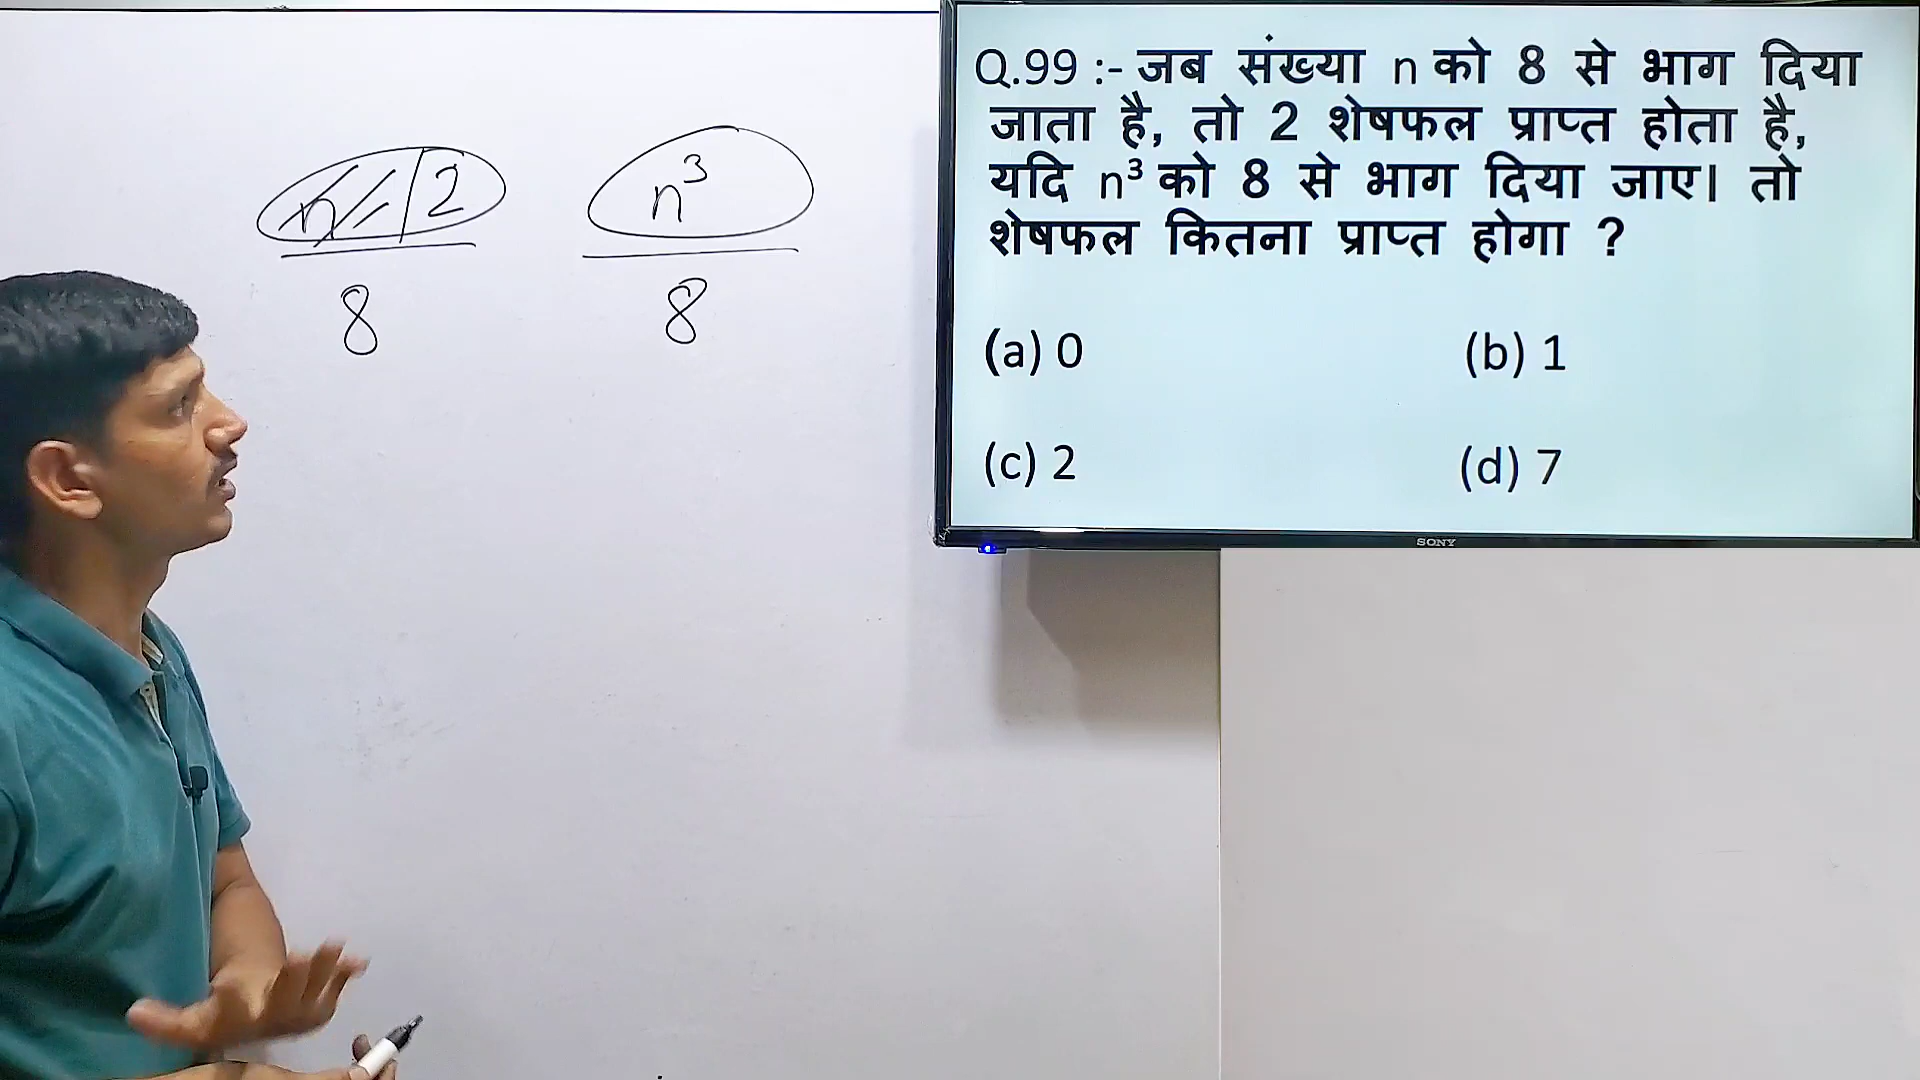 Q.99 :- जब संख्या n को 8 से भाग दिया
जाता है, तो 2 शेषफल प्राप्त होता है,
यदि n³ को 8 से भाग दिया जाए। तो
शेषफल कितना प्राप्त होगा ?
(a) 0 (b) 1
(c) 2 (d) 7
SONY
n = 2
8
n³
8